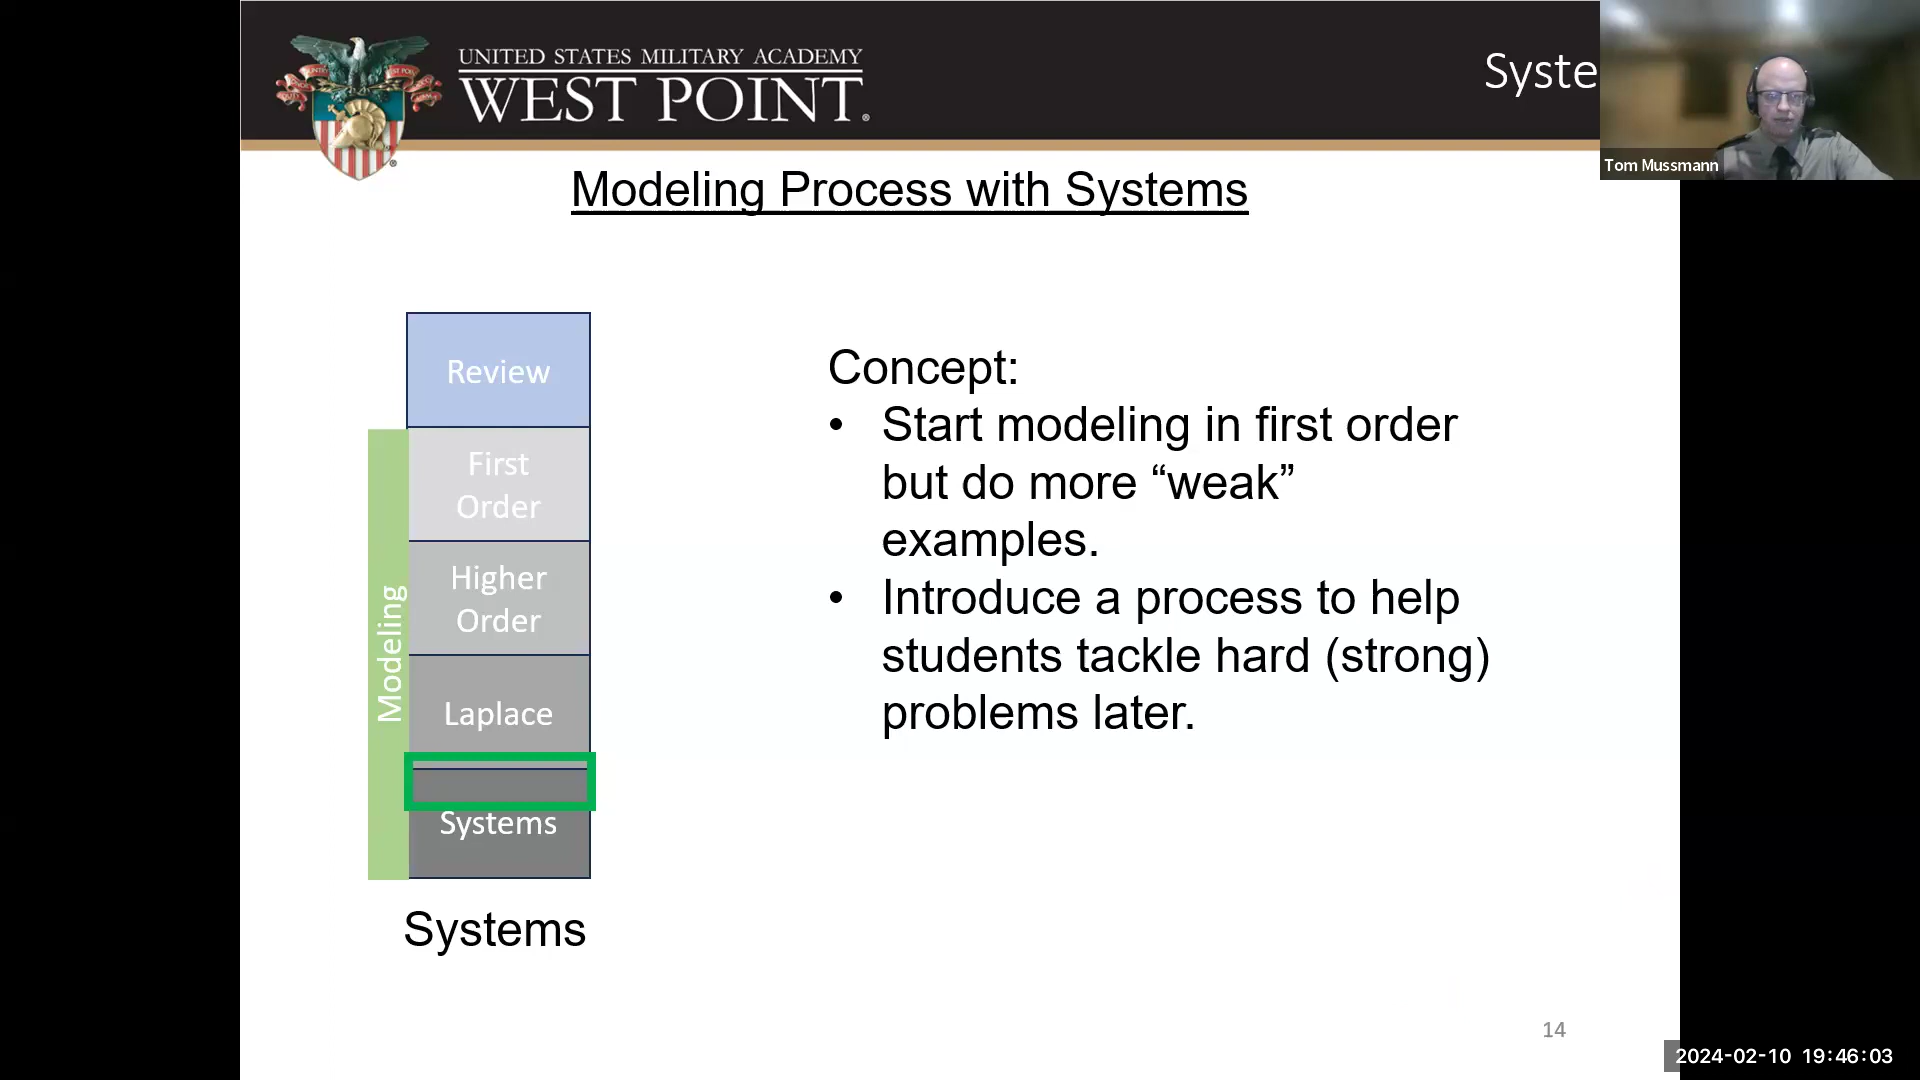 UNITED STATES MILITARY ACADEMY
WEST POINT.
®
Syste
Tom Mussmann
Modeling Process with Systems
Review
First
Order
Higher
Order
Laplace
Systems
Modeling
Systems
Concept:
• Start modeling in first order
but do more “weak”
examples.
• Introduce a process to help
students tackle hard (strong)
problems later.
14
2024-02-10 19:46:03